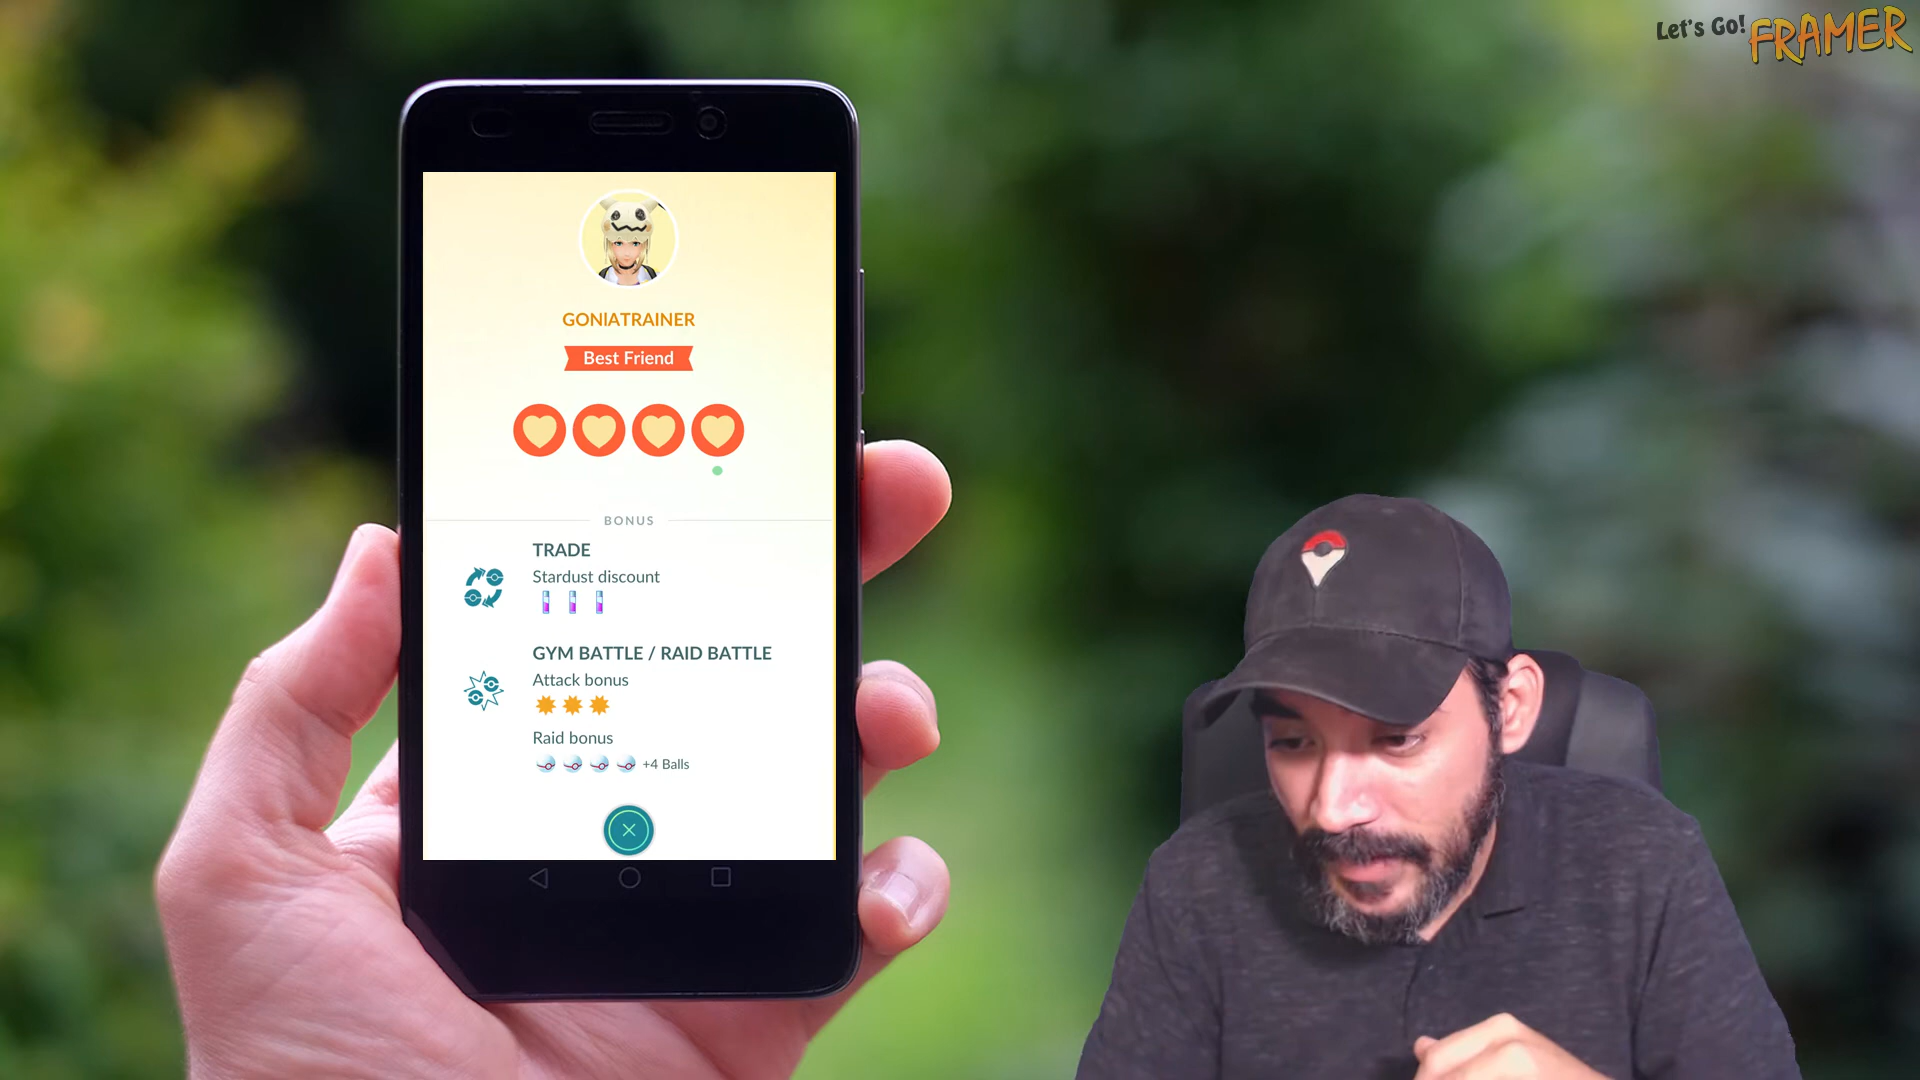 Let's Go! FRAMER
GONIATRAINER
Best Friend
BONUS
TRADE
Stardust discount
GYM BATTLE / RAID BATTLE
Attack bonus
Raid bonus
+4 Balls